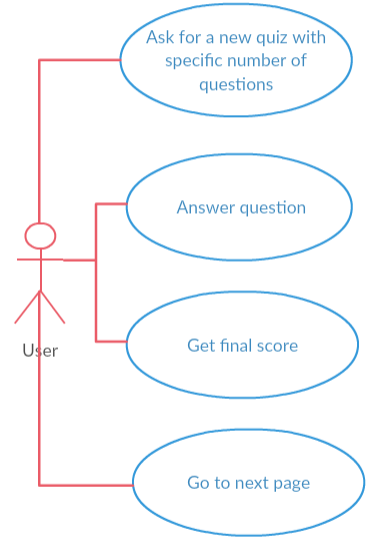 Ask for a new quiz with
specific number of
questions
Answer question
Get final score
User
Go to next page